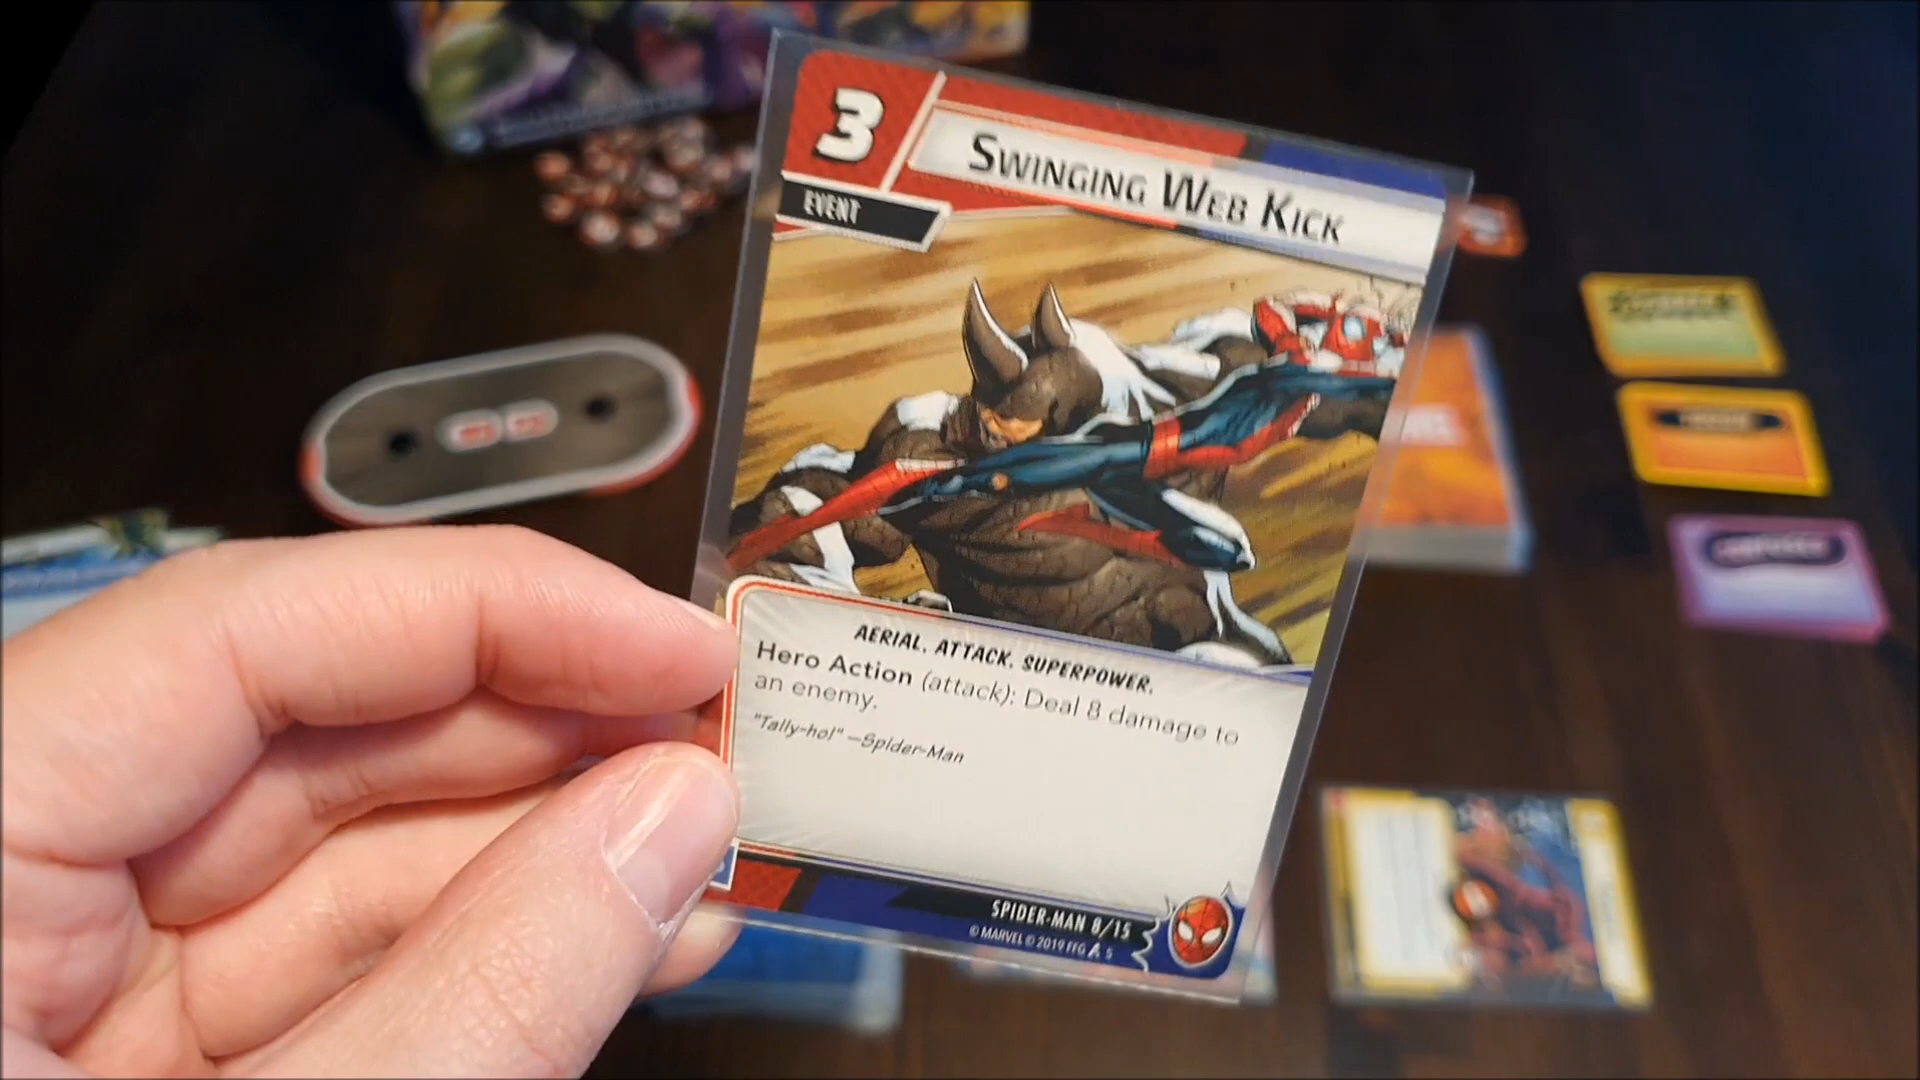 3
SWINGING WEB KICK
EVENT
AERIAL. ATTACK. SUPERPOWER.
Hero Action (attack): Deal 8 damage to
an enemy.
"Tally-ho!" —Spider-Man
SPIDER-MAN 8/15
© MARVEL © 2019 FFG 5